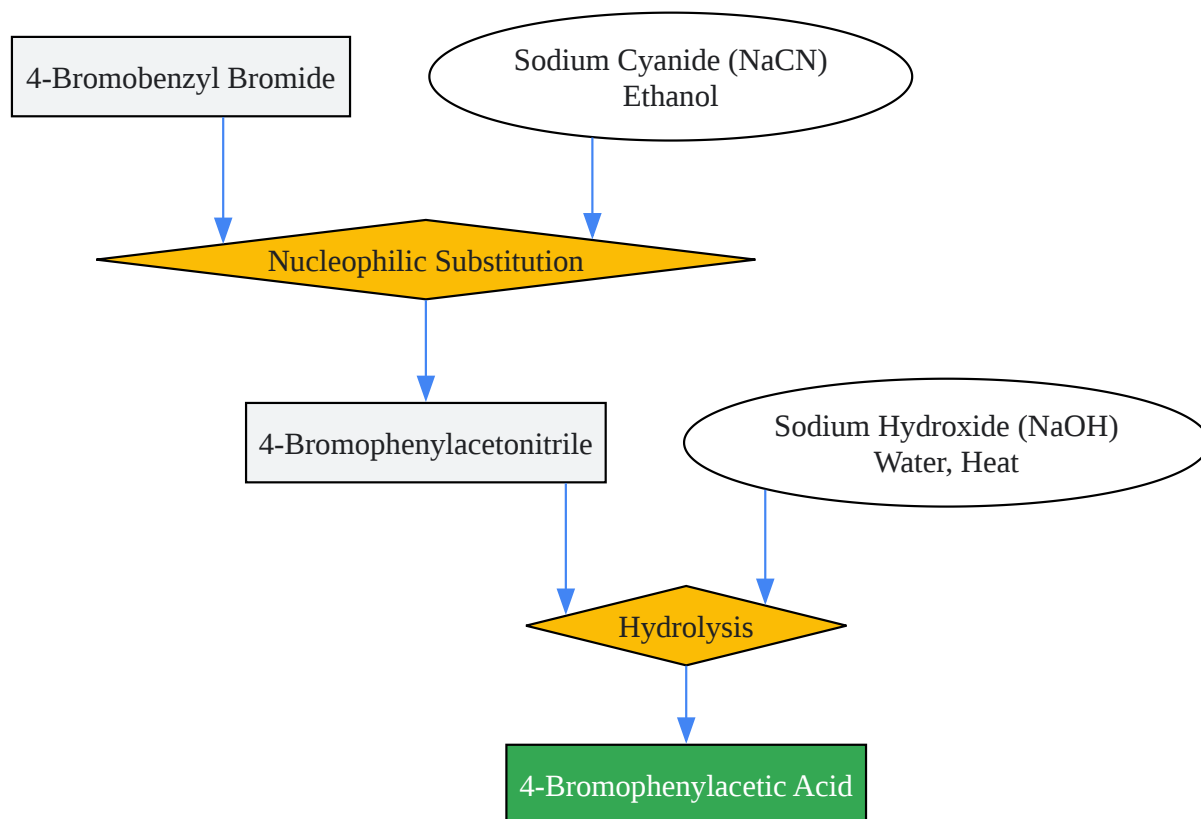 4-Bromobenzyl Bromide
Sodium Cyanide (NaCN)
Ethanol
Nucleophilic Substitution
4-Bromophenylacetonitrile
Sodium Hydroxide (NaOH)
Water, Heat
Hydrolysis
4-Bromophenylacetic Acid